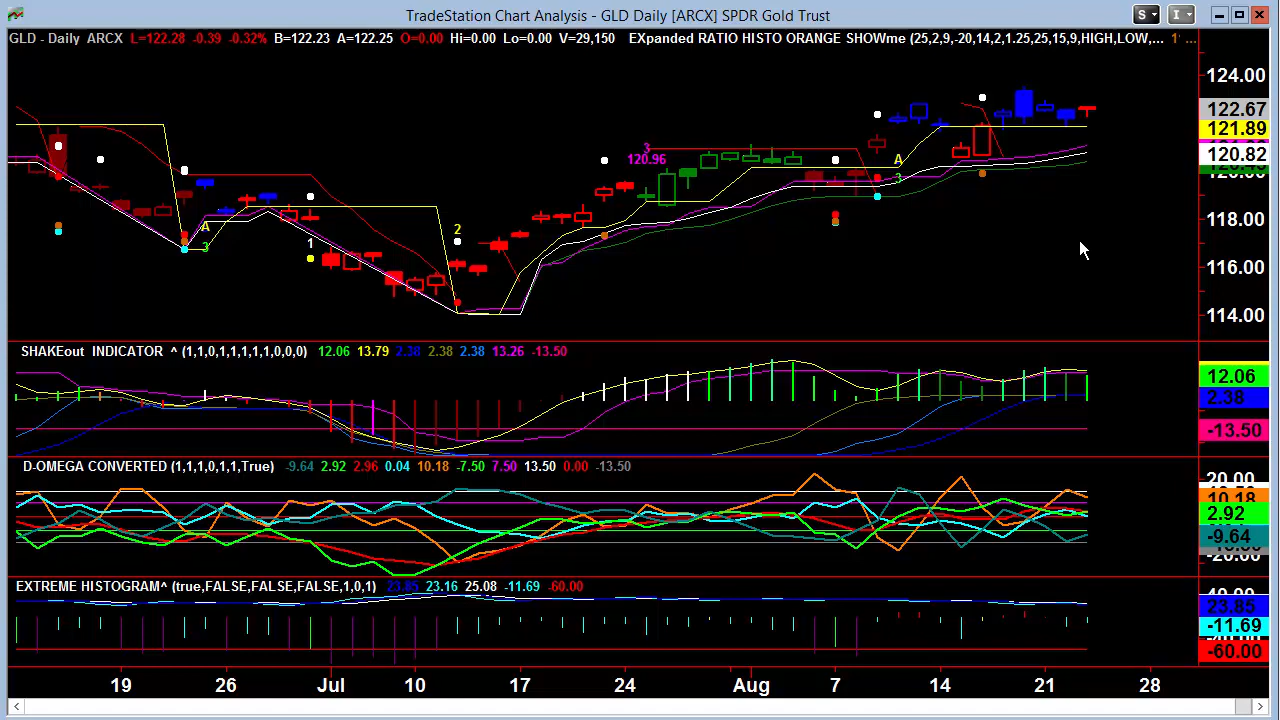 TradeStation Chart Analysis - GLD Daily [ARCX] SPDR Gold Trust
S I
GLD - Daily ARCX L=122.28 -0.39 -0.32% B=122.23 A=122.25 O=0.00 Hi=0.00 Lo=0.00 V=29,150 EXpanded RATIO HISTO ORANGE SHOWme (25,2,9,-20,14,2,1.25,25,15,9,HIGH,LOW,...
124.00
122.67
121.89
120.82
118.00
116.00
114.00
3
120.96
A
3
A
3
1
2
SHAKEout INDICATOR ^ (1,1,0,1,1,1,1,1,0,0,0) 12.06 13.79 2.38 2.38 2.38 13.26 -13.50
12.06
2.38
-13.50
D-OMEGA CONVERTED (1,1,1,0,1,1,True) -9.64 2.92 2.96 0.04 10.18 -7.50 7.50 13.50 0.00 -13.50
20.00
10.18
2.92
-9.64
EXTREME HISTOGRAM^ (true,FALSE,FALSE,FALSE,1,0,1) 23.85 23.16 25.08 -11.69 -60.00
23.85
-11.69
-60.00
19 26 Jul 10 17 24 Aug 7 14 21 28